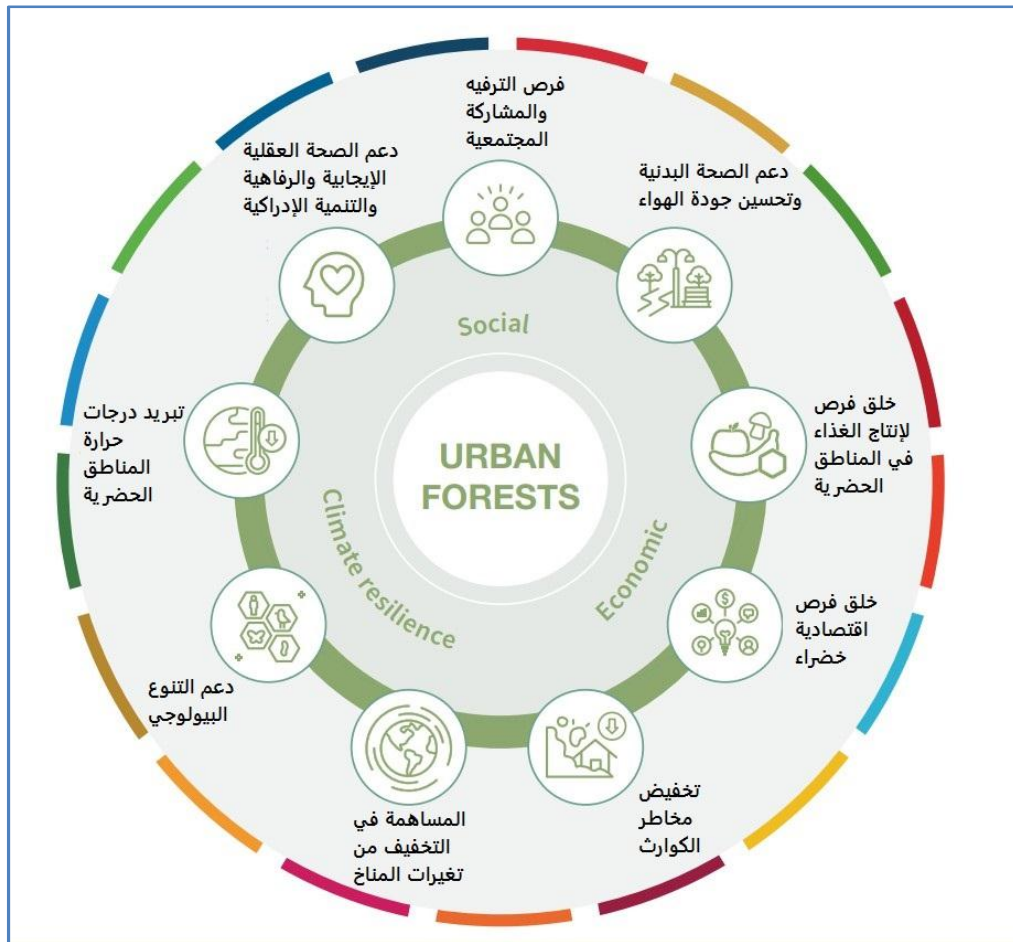 فرص الترفيه
والمشاركة
المجتمعية
دعم الصحة البدنية
وتحسين جودة الهواء
خلق فرص
لإنتاج الغذاء
في المناطق
الحضرية
خلق فرص
اقتصادية
خضراء
تخفيض
مخاطر
الكوارث
المساهمة في
التخفيف من
تغيرات المناخ
دعم التنوع
البيولوجي
تبريد درجات
حرارة
المناطق
الحضرية
دعم الصحة العقلية
الإيجابية والرفاهية
والتنمية الإدراكية
Social
Economic
Climate resilience
URBAN
FORESTS
$